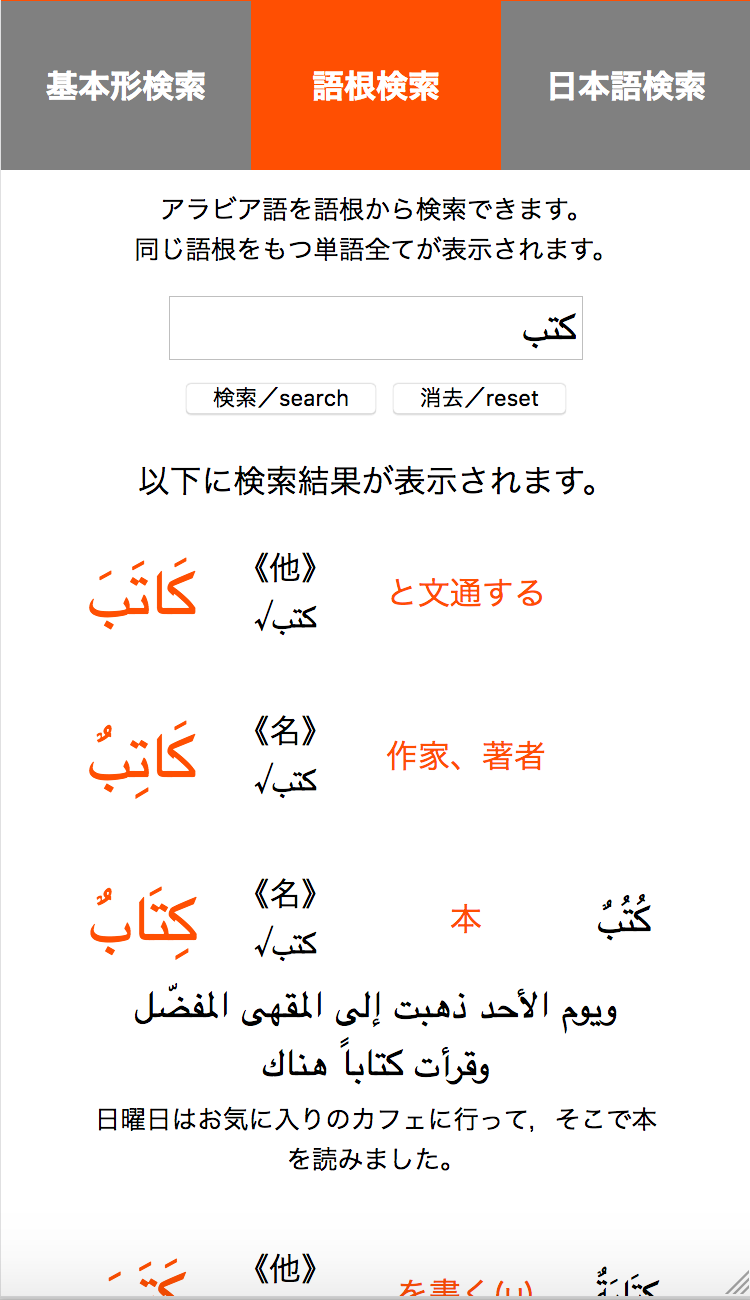 基本形検索 語根検索 日本語検索
アラビア語を語根から検索できます。
同じ語根をもつ単語全てが表示されます。
كتب
検索／search 消去／reset
以下に検索結果が表示されます。
كَاتَبَ 《他》 と文通する
√كتب
كَاتِبٌ 《名》 作家、著者
√كتب
كِتَابٌ 《名》 本 كُتُبٌ
√كتب
ويوم الأحد ذهبت إلى المقهى المفضّل
وقرأت كتاباً هناك
日曜日はお気に入りのカフェに行って，そこで本
を読みました。
كَتَبَ 《他》 を書く(u) كِتَابَةٌ